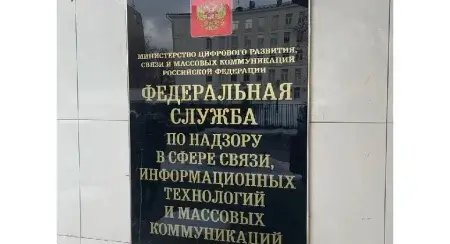 МИНИСТЕРСТВО ЦИФРОВОГО РАЗВИТИЯ,
СВЯЗИ И МАССОВЫХ КОММУНИКАЦИЙ
РОССИЙСКОЙ ФЕДЕРАЦИИ
ФЕДЕРАЛЬНАЯ
СЛУЖБА
ПО НАДЗОРУ
В СФЕРЕ СВЯЗИ,
ИНФОРМАЦИОННЫХ
ТЕХНОЛОГИЙ
И МАССОВЫХ
КОММУНИКАЦИЙ